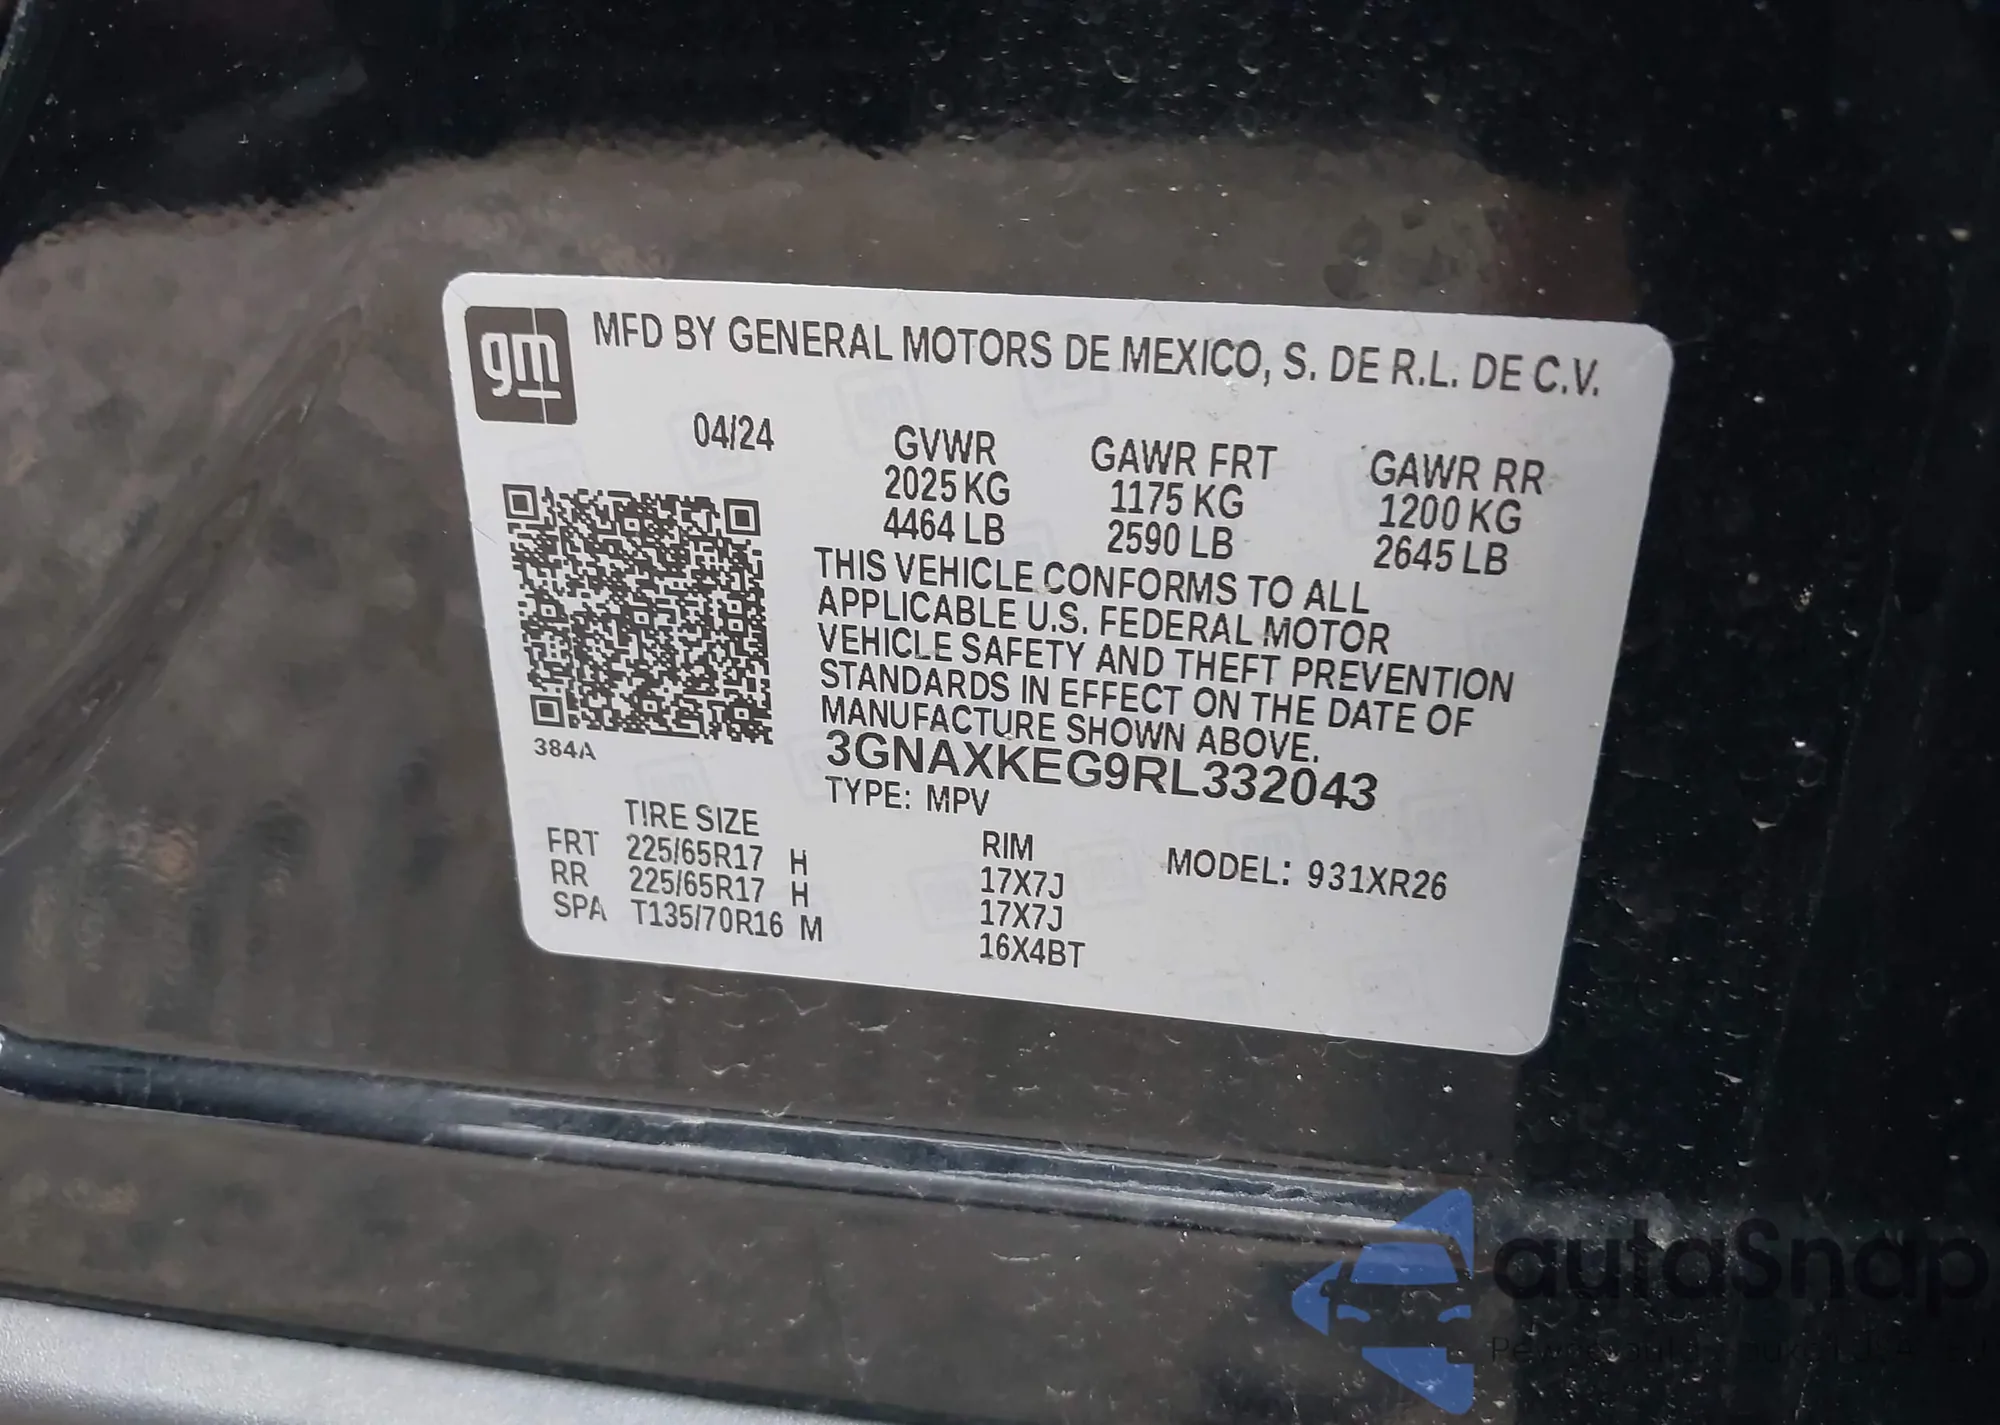 gm
MFD BY GENERAL MOTORS DE MEXICO, S. DE R.L. DE C.V.
04/24
GVWR GAWR FRT GAWR RR
2025 KG 1175 KG 1200 KG
4464 LB 2590 LB 2645 LB
THIS VEHICLE CONFORMS TO ALL
APPLICABLE U.S. FEDERAL MOTOR
VEHICLE SAFETY AND THEFT PREVENTION
STANDARDS IN EFFECT ON THE DATE OF
MANUFACTURE SHOWN ABOVE.
384A
3GNAXKEG9RL332043
TYPE: MPV
TIRE SIZE RIM MODEL: 931XR26
FRT 225/65R17 H 17X7J
RR 225/65R17 H 17X7J
SPA T135/70R16 M 16X4BT
autaSnap